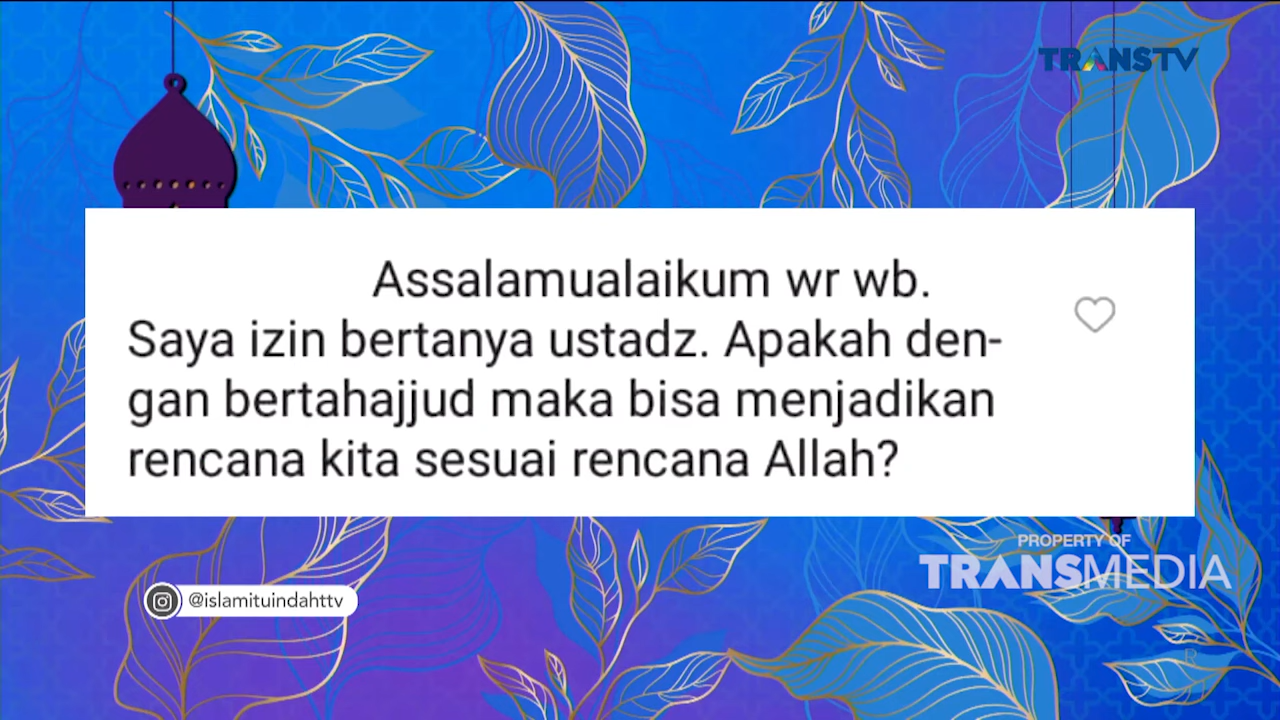 TRANSTV
Assalamualaikum wr wb.
Saya izin bertanya ustadz. Apakah den-
gan bertahajjud maka bisa menjadikan
rencana kita sesuai rencana Allah?
PROPERTY OF
TRANSMEDIA
@islamituindahttv
R